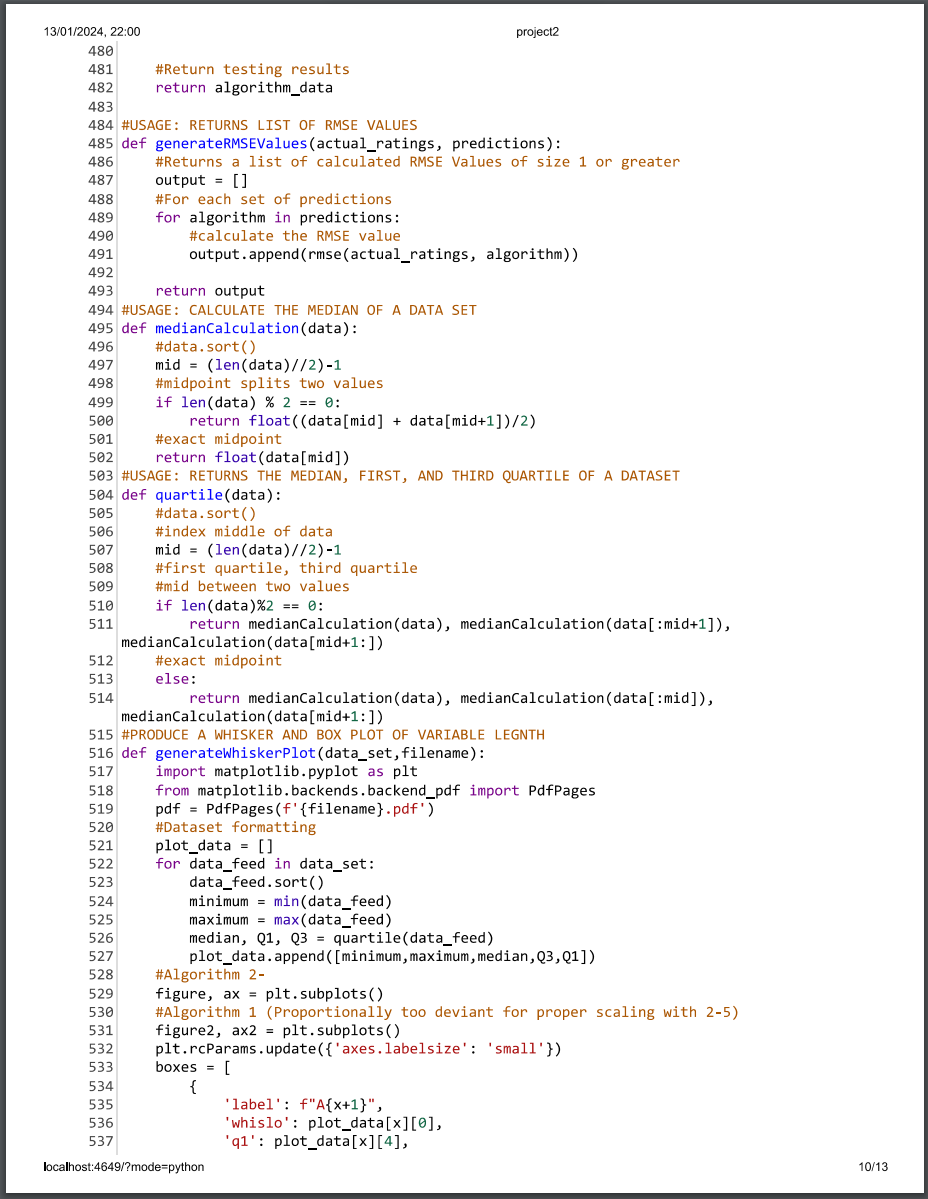 13/01/2024, 22:00 project2
480
481     #Return testing results
482     return algorithm_data
483
484 #USAGE: RETURNS LIST OF RMSE VALUES
485 def generateRMSEValues(actual_ratings, predictions):
486     #Returns a list of calculated RMSE Values of size 1 or greater
487     output = []
488     #For each set of predictions
489     for algorithm in predictions:
490         #calculate the RMSE value
491         output.append(rmse(actual_ratings, algorithm))
492
493     return output
494 #USAGE: CALCULATE THE MEDIAN OF A DATA SET
495 def medianCalculation(data):
496     #data.sort()
497     mid = (len(data)//2)-1
498     #midpoint splits two values
499     if len(data) % 2 == 0:
500         return float((data[mid] + data[mid+1])/2)
501     #exact midpoint
502     return float(data[mid])
503 #USAGE: RETURNS THE MEDIAN, FIRST, AND THIRD QUARTILE OF A DATASET
504 def quartile(data):
505     #data.sort()
506     #index middle of data
507     mid = (len(data)//2)-1
508     #first quartile, third quartile
509     #mid between two values
510     if len(data)%2 == 0:
511         return medianCalculation(data), medianCalculation(data[:mid+1]),
medianCalculation(data[mid+1:])
512     #exact midpoint
513     else:
514         return medianCalculation(data), medianCalculation(data[:mid]),
medianCalculation(data[mid+1:])
515 #PRODUCE A WHISKER AND BOX PLOT OF VARIABLE LEGNTH
516 def generateWhiskerPlot(data_set,filename):
517     import matplotlib.pyplot as plt
518     from matplotlib.backends.backend_pdf import PdfPages
519     pdf = PdfPages(f'{filename}.pdf')
520     #Dataset formatting
521     plot_data = []
522     for data_feed in data_set:
523         data_feed.sort()
524         minimum = min(data_feed)
525         maximum = max(data_feed)
526         median, Q1, Q3 = quartile(data_feed)
527         plot_data.append([minimum,maximum,median,Q3,Q1])
528     #Algorithm 2-
529     figure, ax = plt.subplots()
530     #Algorithm 1 (Proportionally too deviant for proper scaling with 2-5)
531     figure2, ax2 = plt.subplots()
532     plt.rcParams.update({'axes.labelsize': 'small'})
533     boxes = [
534         {
535             'label': f"A{x+1}",
536             'whislo': plot_data[x][0],
537             'q1': plot_data[x][4],
localhost:4649/?mode=python 10/13